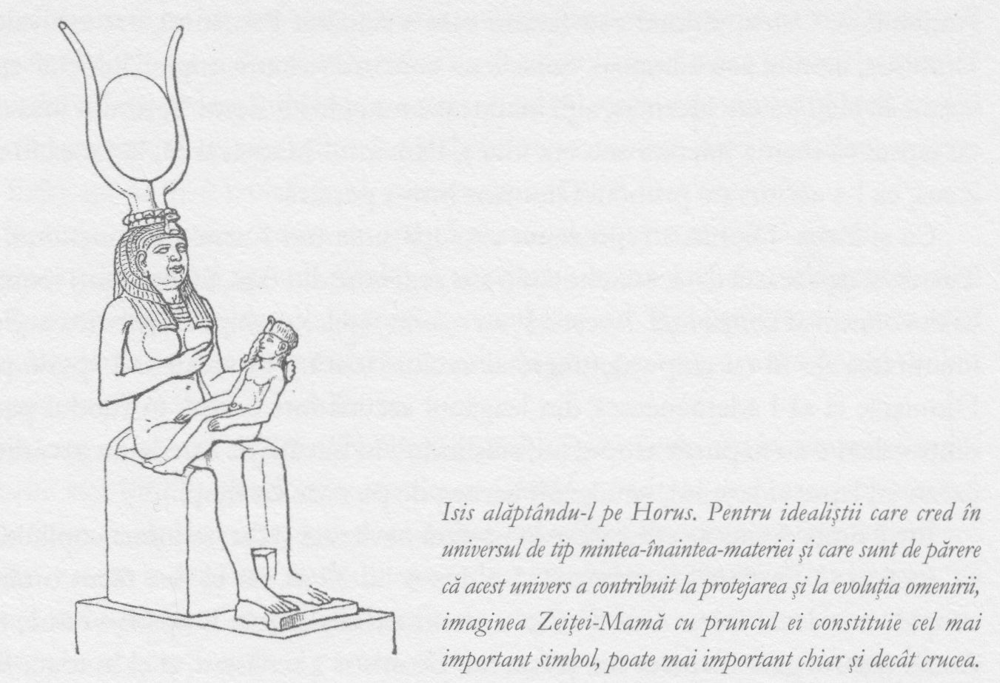 Isis alăptându-l pe Horus. Pentru idealiştii care cred în
universul de tip mintea-înaintea-materiei şi care sunt de părere
că acest univers a contribuit la protejarea şi la evoluţia omenirii,
imaginea Zeiţei-Mamă cu pruncul ei constituie cel mai
important simbol, poate mai important chiar şi decât crucea.